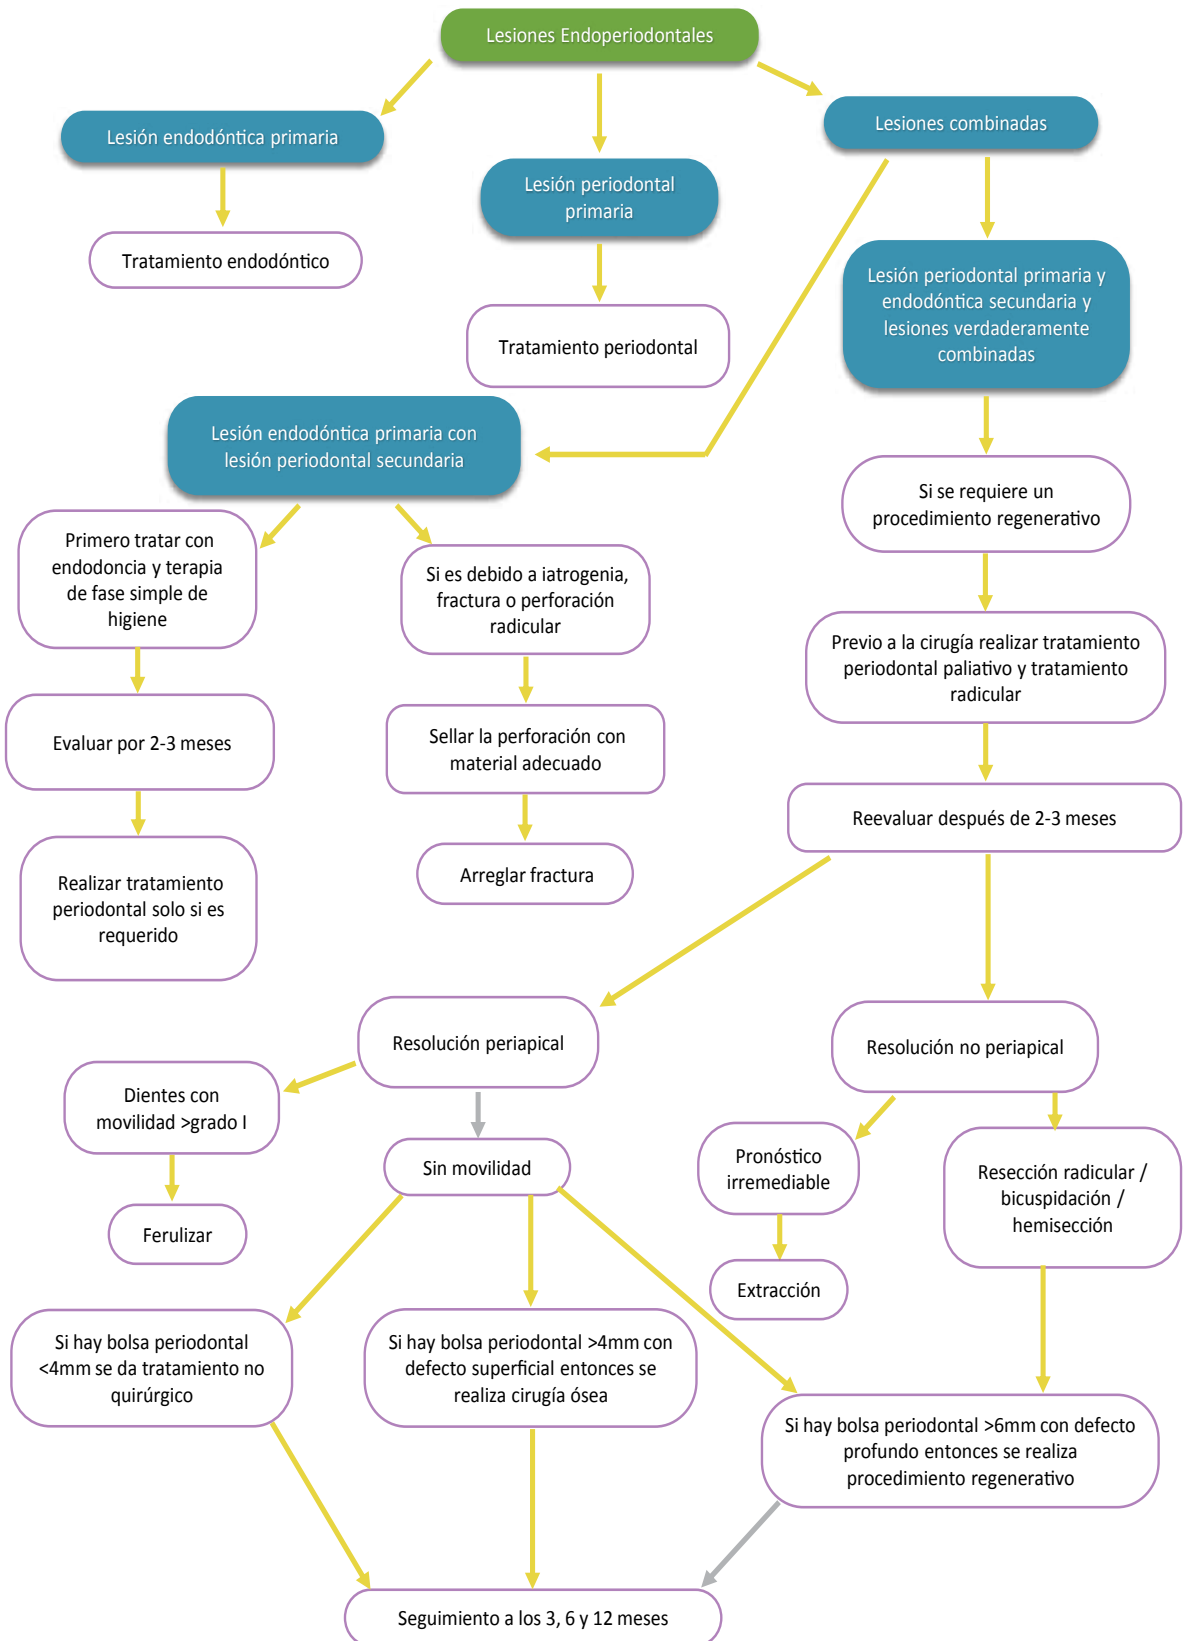 Lesiones Endoperiodontales
Lesión endodóntica primaria
Lesiones combinadas
Lesión periodontal
primaria
Tratamiento endodóntico
Lesión periodontal primaria y
endodóntica secundaria y
lesiones verdaderamente
combinadas
Tratamiento periodontal
Lesión endodóntica primaria con
lesión periodontal secundaria
Si se requiere un
procedimiento regenerativo
Primero tratar con
endodoncia y terapia
de fase simple de
higiene
Si es debido a iatrogenia,
fractura o perforación
radicular
Previo a la cirugía realizar tratamiento
periodontal paliativo y tratamiento
radicular
Evaluar por 2-3 meses
Sellar la perforación con
material adecuado
Reevaluar después de 2-3 meses
Realizar tratamiento
periodontal solo si es
requerido
Arreglar fractura
Resolución periapical
Resolución no periapical
Dientes con
movilidad >grado I
Sin movilidad
Pronóstico
irremediable
Resección radicular /
bicuspidación /
hemisección
Ferulizar
Extracción
Si hay bolsa periodontal
<4mm se da tratamiento no
quirúrgico
Si hay bolsa periodontal >4mm con
defecto superficial entonces se
realiza cirugía ósea
Si hay bolsa periodontal >6mm con defecto
profundo entonces se realiza
procedimiento regenerativo
Seguimiento a los 3, 6 y 12 meses